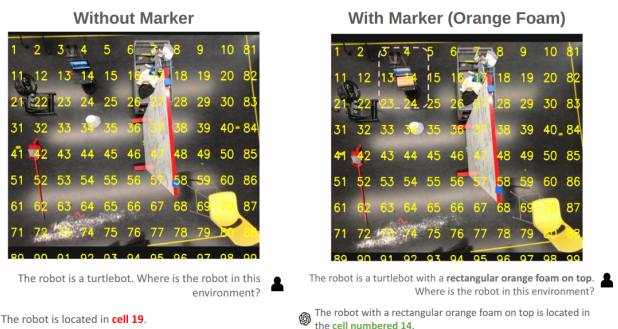 Without Marker
1 2 3 4 5 6 7 8 9 10 81
11 12 13 14 15 16 17 18 19 20 82
21 22 23 24 25 26 27 28 29 30 83
31 32 33 34 35 36 37 38 39 40 84
41 42 43 44 45 46 47 48 49 50 85
51 52 53 54 55 56 57 58 59 60 86
61 62 63 64 65 66 67 68 69 70 87
71 75 76 77 78 79
89 90 91 92 93 94 95 96 97 98 99
The robot is a turtlebot. Where is the robot in this
environment?
The robot is located in cell 19.
With Marker (Orange Foam)
1 2 3 4 5 6 7 8 9 10 81
11 12 13 14 15 16 17 18 19 20 82
21 22 23 24 25 26 27 28 29 30 83
31 32 33 34 35 36 37 38 39 40 84
41 42 43 44 45 46 47 48 49 50 85
51 52 53 54 55 56 57 58 59 60 86
61 62 63 64 65 66 67 68 69 70 87
71 75 76 77 78 79
89 90 91 92 93 94 95 96 97 98 99
The robot is a turtlebot with a rectangular orange foam on top.
Where is the robot in this environment?
The robot with a rectangular orange foam on top is located in
the cell numbered 14.